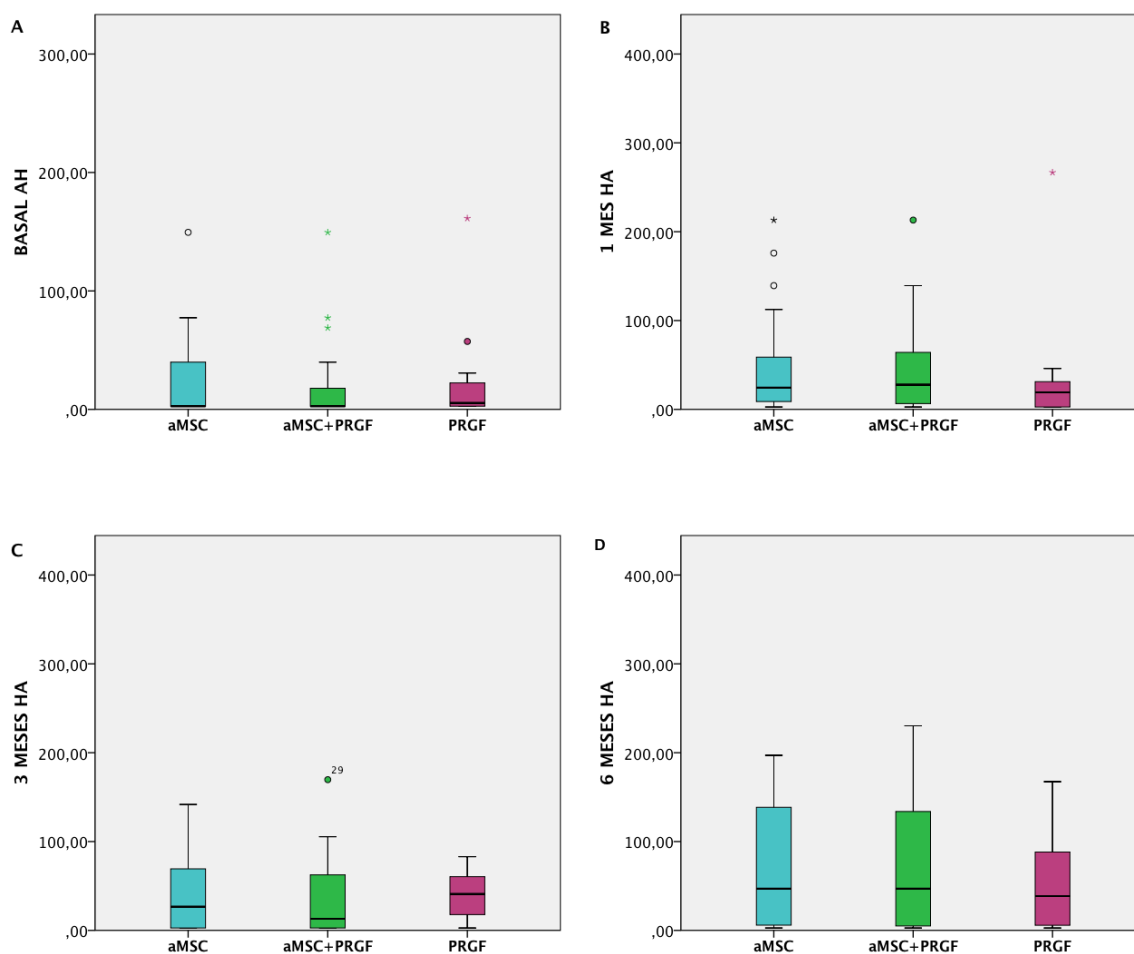 A
BASAL AH
300,00
200,00
100,00
,00
aMSC aMSC+PRGF PRGF
B
1 MES HA
400,00
300,00
200,00
100,00
,00
aMSC aMSC+PRGF PRGF
C
3 MESES HA
400,00
300,00
200,00
100,00
,00
29
aMSC aMSC+PRGF PRGF
D
6 MESES HA
400,00
300,00
200,00
100,00
,00
aMSC aMSC+PRGF PRGF